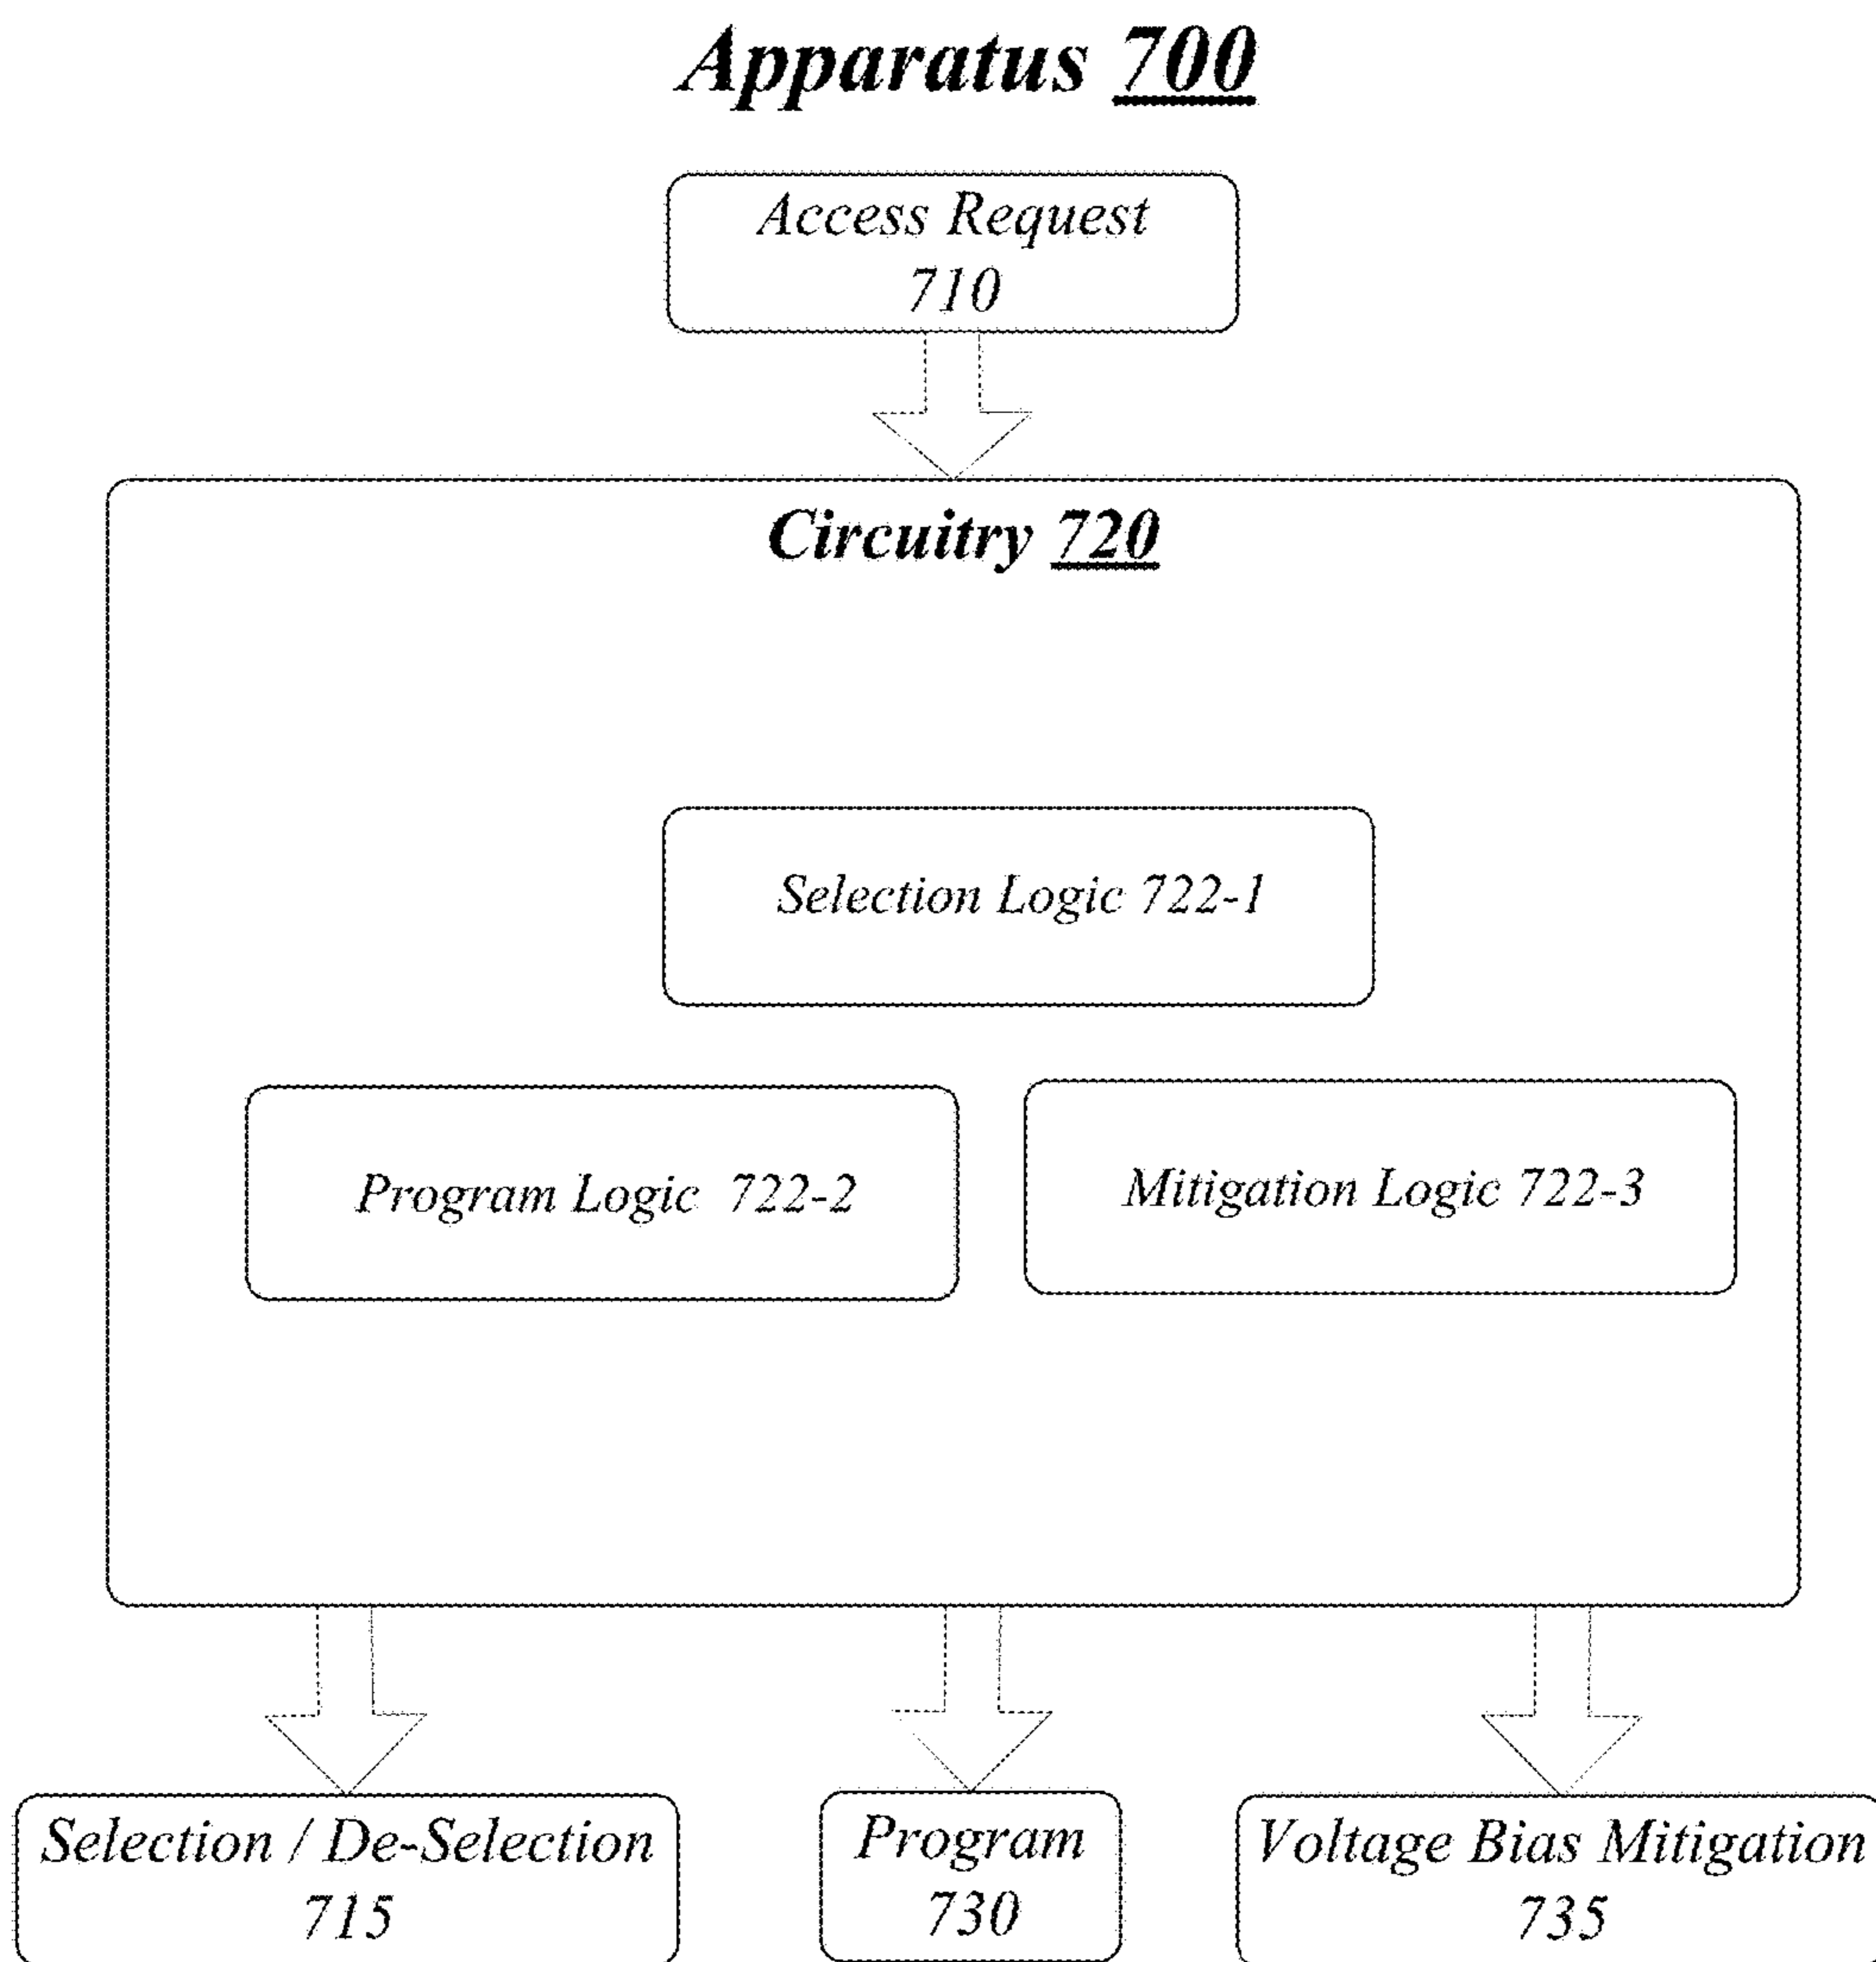 Apparatus 700
Access Request
710
Circuitry 720
Selection Logic 722-1
Program Logic 722-2
Mitigation Logic 722-3
Selection / De-Selection
715
Program
730
Voltage Bias Mitigation
735